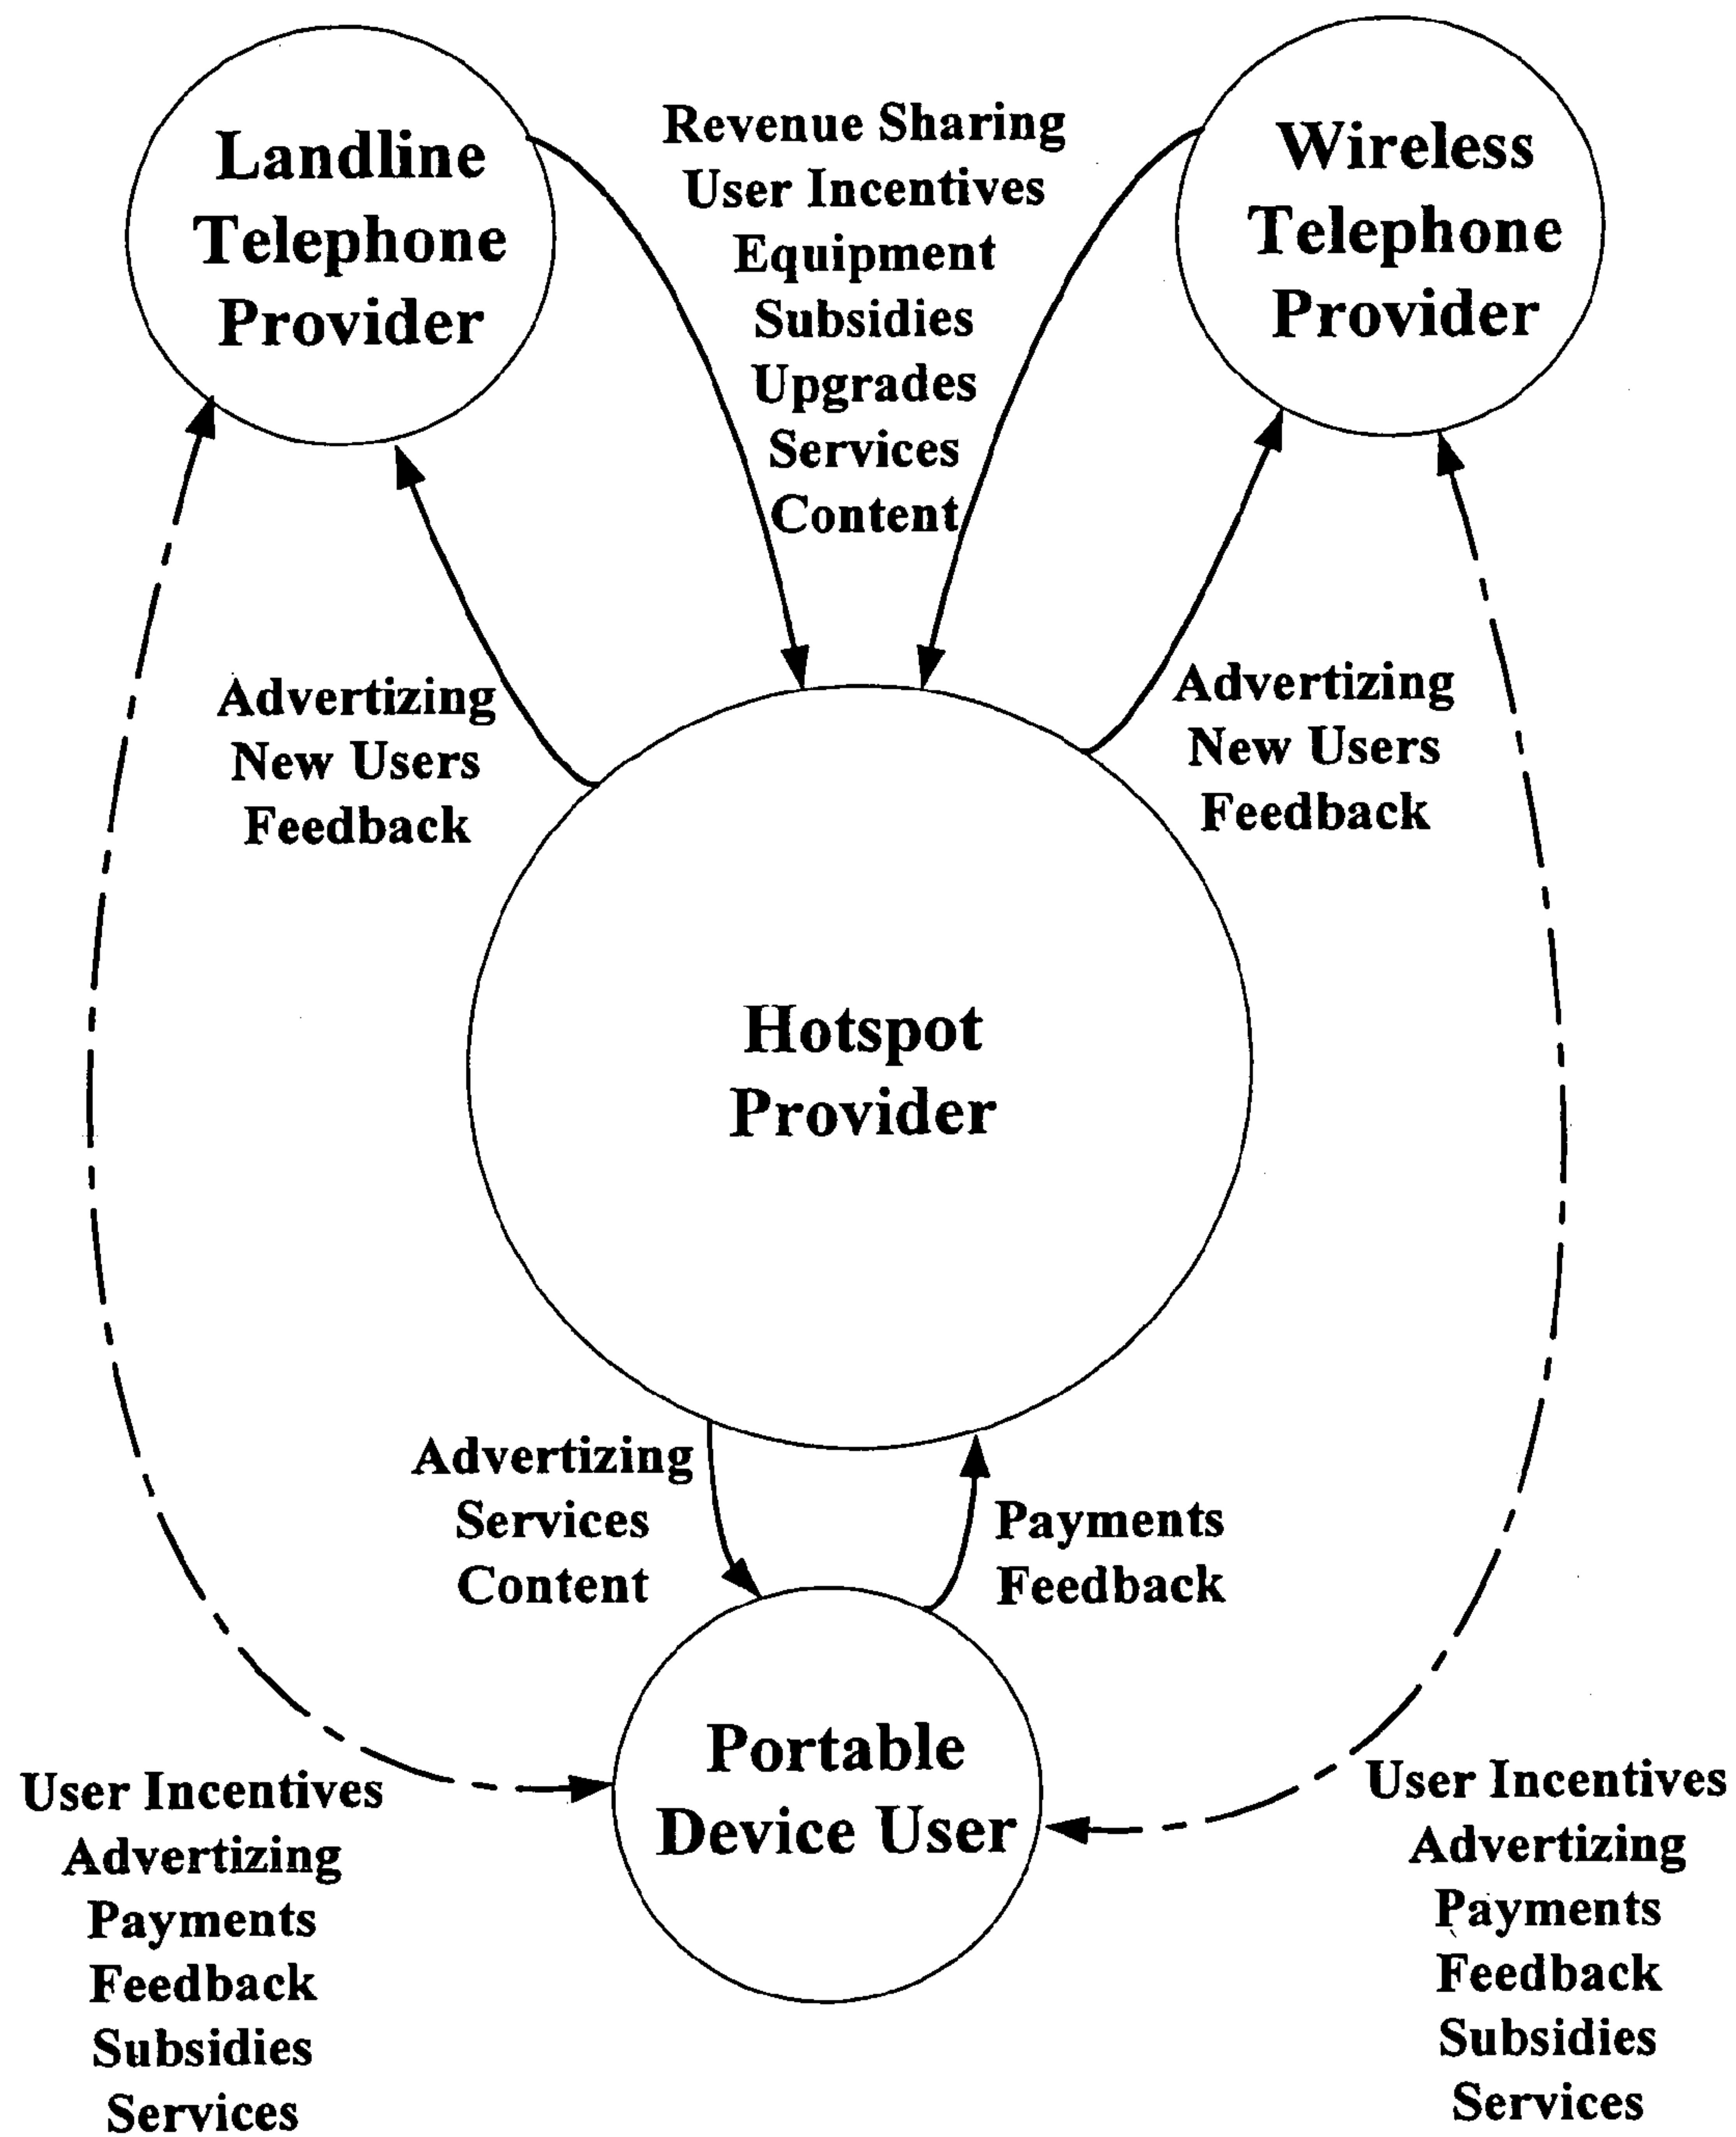 Landline
Telephone
Provider
Revenue Sharing
User Incentives
Equipment
Subsidies
Upgrades
Services
Content
Wireless
Telephone
Provider
Advertizing
New Users
Feedback
Advertizing
New Users
Feedback
Hotspot
Provider
Advertizing
Services
Content
Payments
Feedback
Portable
Device User
User Incentives
Advertizing
Payments
Feedback
Subsidies
Services
User Incentives
Advertizing
Payments
Feedback
Subsidies
Services